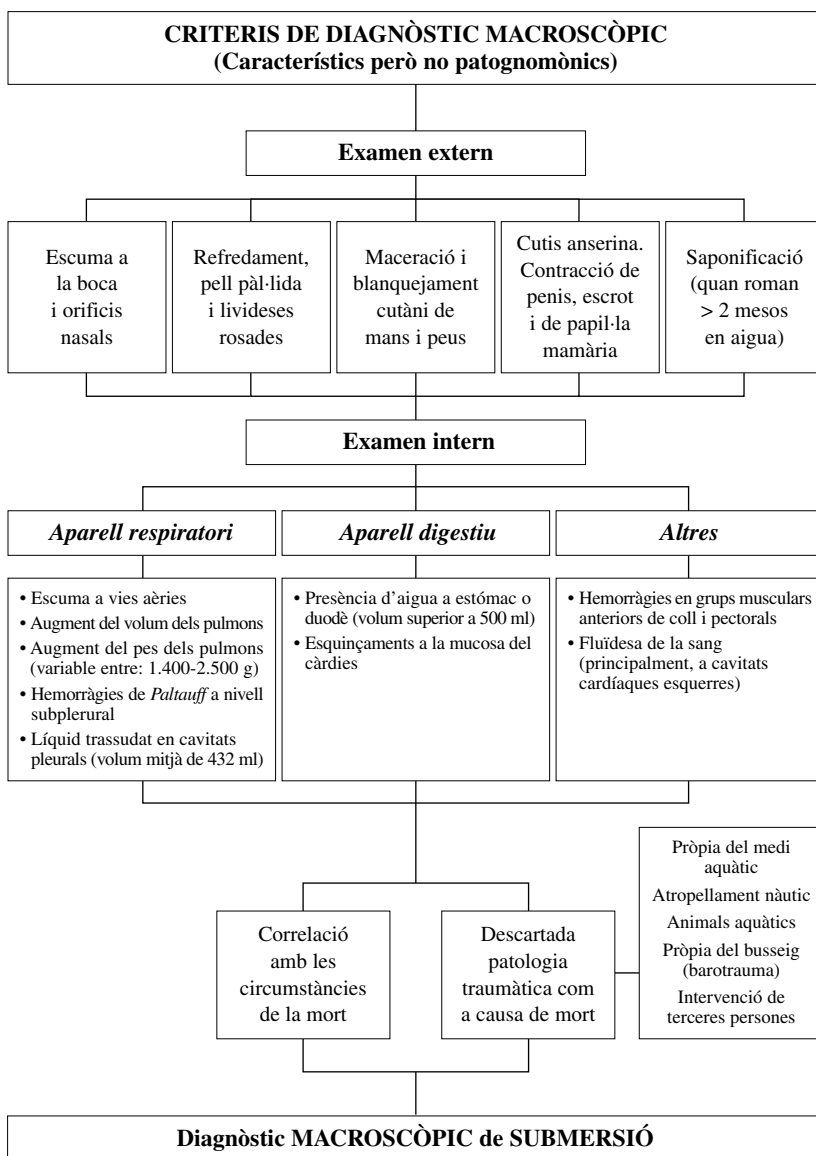 CRITERIS DE DIAGNÒSTIC MACROSCÒPIC
(Característics però no patognomònics)
Examen extern
Escuma a
la boca
i orificis
nasals
Refredament,
pell pàl·lida
i livideses
rosades
Maceració i
blanquejament
cutàni de
mans i peus
Cutis anserina.
Contracció de
penis, escrot
i de papil·la
mamària
Saponificació
(quan roman
> 2 mesos
en aigua)
Examen intern
Aparell respiratori
• Escuma a vies aèries
• Augment del volum dels pulmons
• Augment del pes dels pulmons
(variable entre: 1.400-2.500 g)
• Hemorràgies de Paltauff a nivell
subplerural
• Líquid trassudat en cavitats
pleurals (volum mitjà de 432 ml)
Aparell digestiu
• Presència d’aigua a estómac o
duodè (volum superior a 500 ml)
• Esquinçaments a la mucosa del
càrdies
Altres
• Hemorràgies en grups musculars
anteriors de coll i pectorals
• Fluïdesa de la sang
(principalment, a cavitats
cardíaques esquerres)
Correlació
amb les
circumstàncies
de la mort
Descartada
patologia
traumàtica com
a causa de mort
Pròpia del medi
aquàtic
Atropellament nàutic
Animals aquàtics
Pròpia del busseig
(barotrauma)
Intervenció de
terceres persones
Diagnòstic MACROSCÒPIC de SUBMERSIÓ